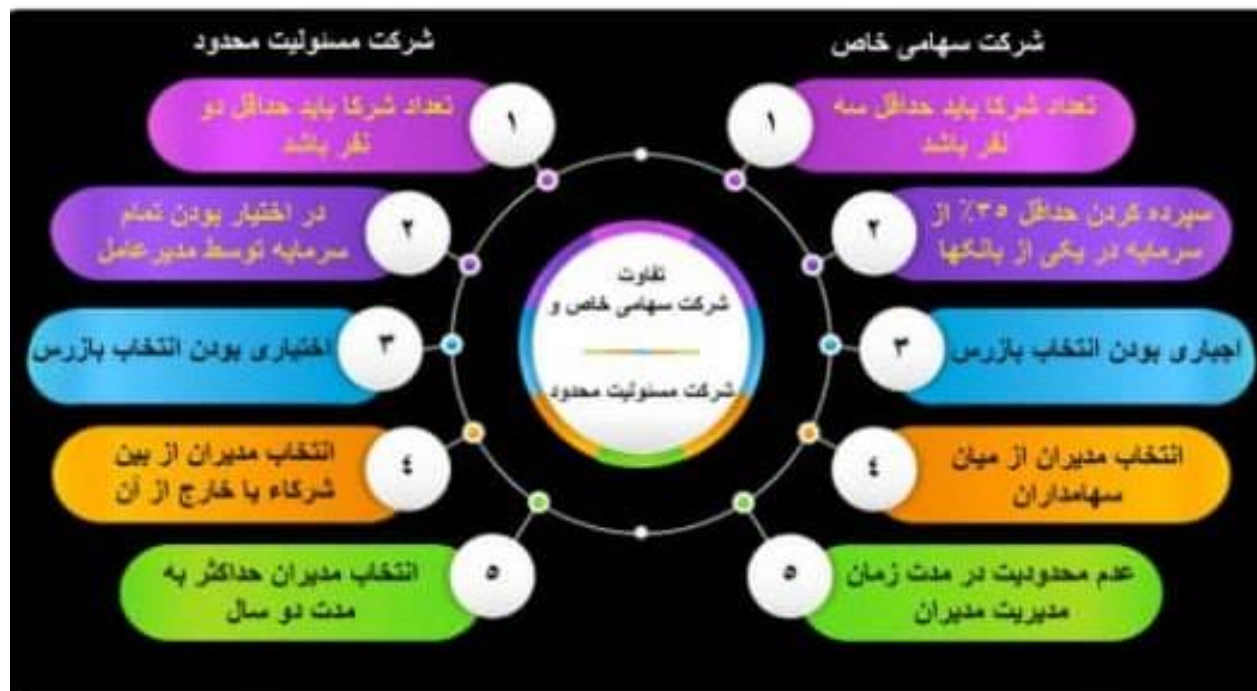 شرکت سهامی خاص
۱
تعداد شرکا باید حداقل سه
نفر باشد
۲
سپرده کردن حداقل ۳۵٪ از
سرمایه در یکی از بانکها
۳
اجباری بودن انتخاب بازرس
۴
انتخاب مدیران از میان
سهامداران
۵
عدم محدودیت در مدت زمان
مدیریت مدیران
تفاوت
شرکت سهامی خاص و
شرکت مسئولیت محدود
شرکت مسئولیت محدود
۱
تعداد شرکا باید حداقل دو
نفر باشد
۲
در اختیار بودن تمام
سرمایه توسط مدیرعامل
۳
اختیاری بودن انتخاب بازرس
۴
انتخاب مدیران از بین
شرکاء یا خارج از آن
۵
انتخاب مدیران حداکثر به
مدت دو سال